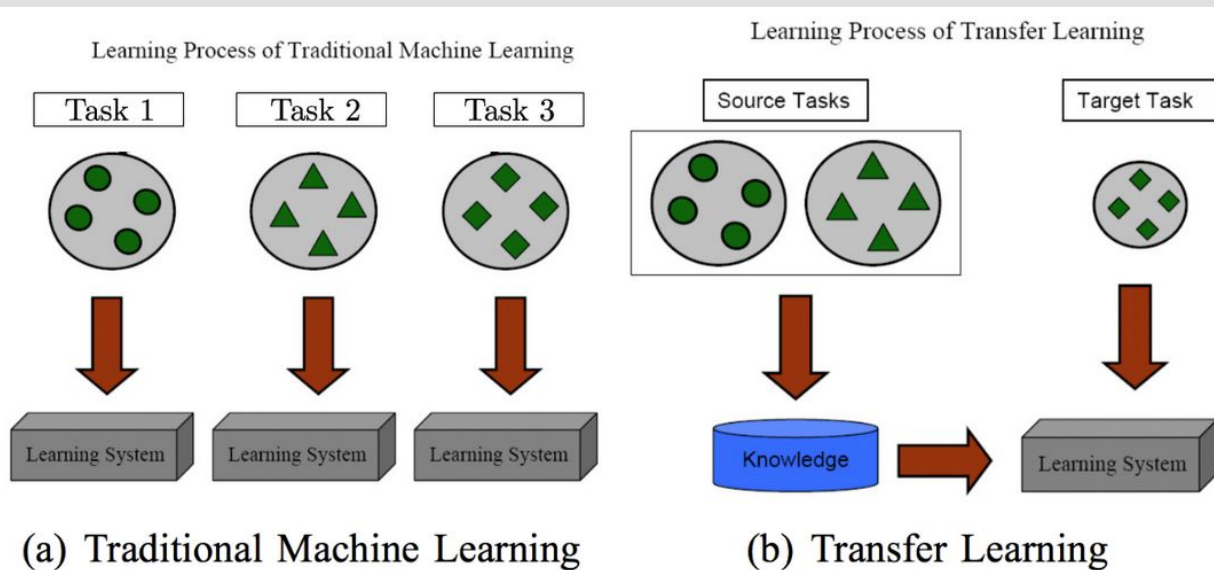 Learning Process of Traditional Machine Learning
Task 1
Task 2
Task 3
Learning System
Learning System
Learning System
(a) Traditional Machine Learning
Learning Process of Transfer Learning
Source Tasks
Target Task
Knowledge
Learning System
(b) Transfer Learning